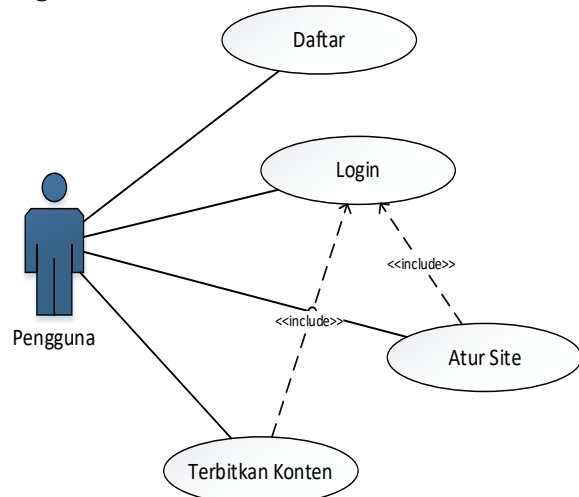 Daftar
Login
<<include>>
<<include>>
Pengguna
Atur Site
Terbitkan Konten